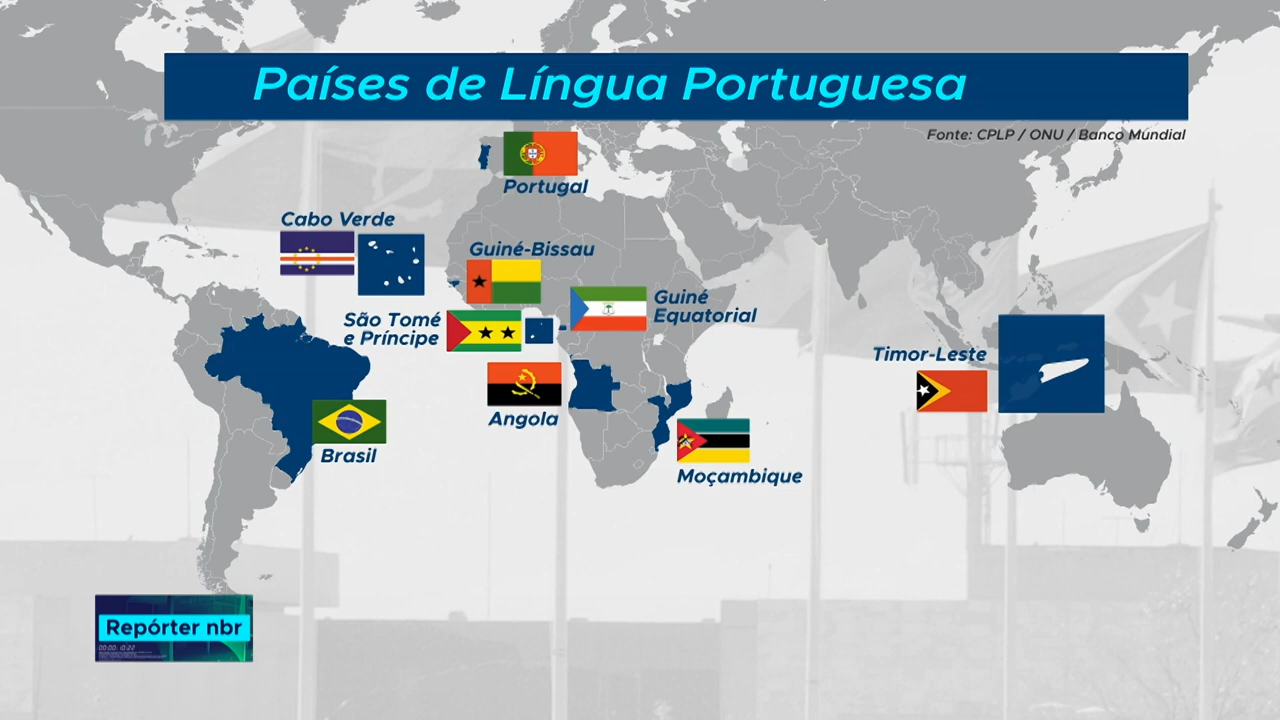 Países de Língua Portuguesa
Fonte: CPLP / ONU / Banco Mundial
Portugal
Cabo Verde
Guiné-Bissau
Guiné
Equatorial
São Tomé
e Príncipe
Timor-Leste
Angola
Brasil
Moçambique
Repórter nbr